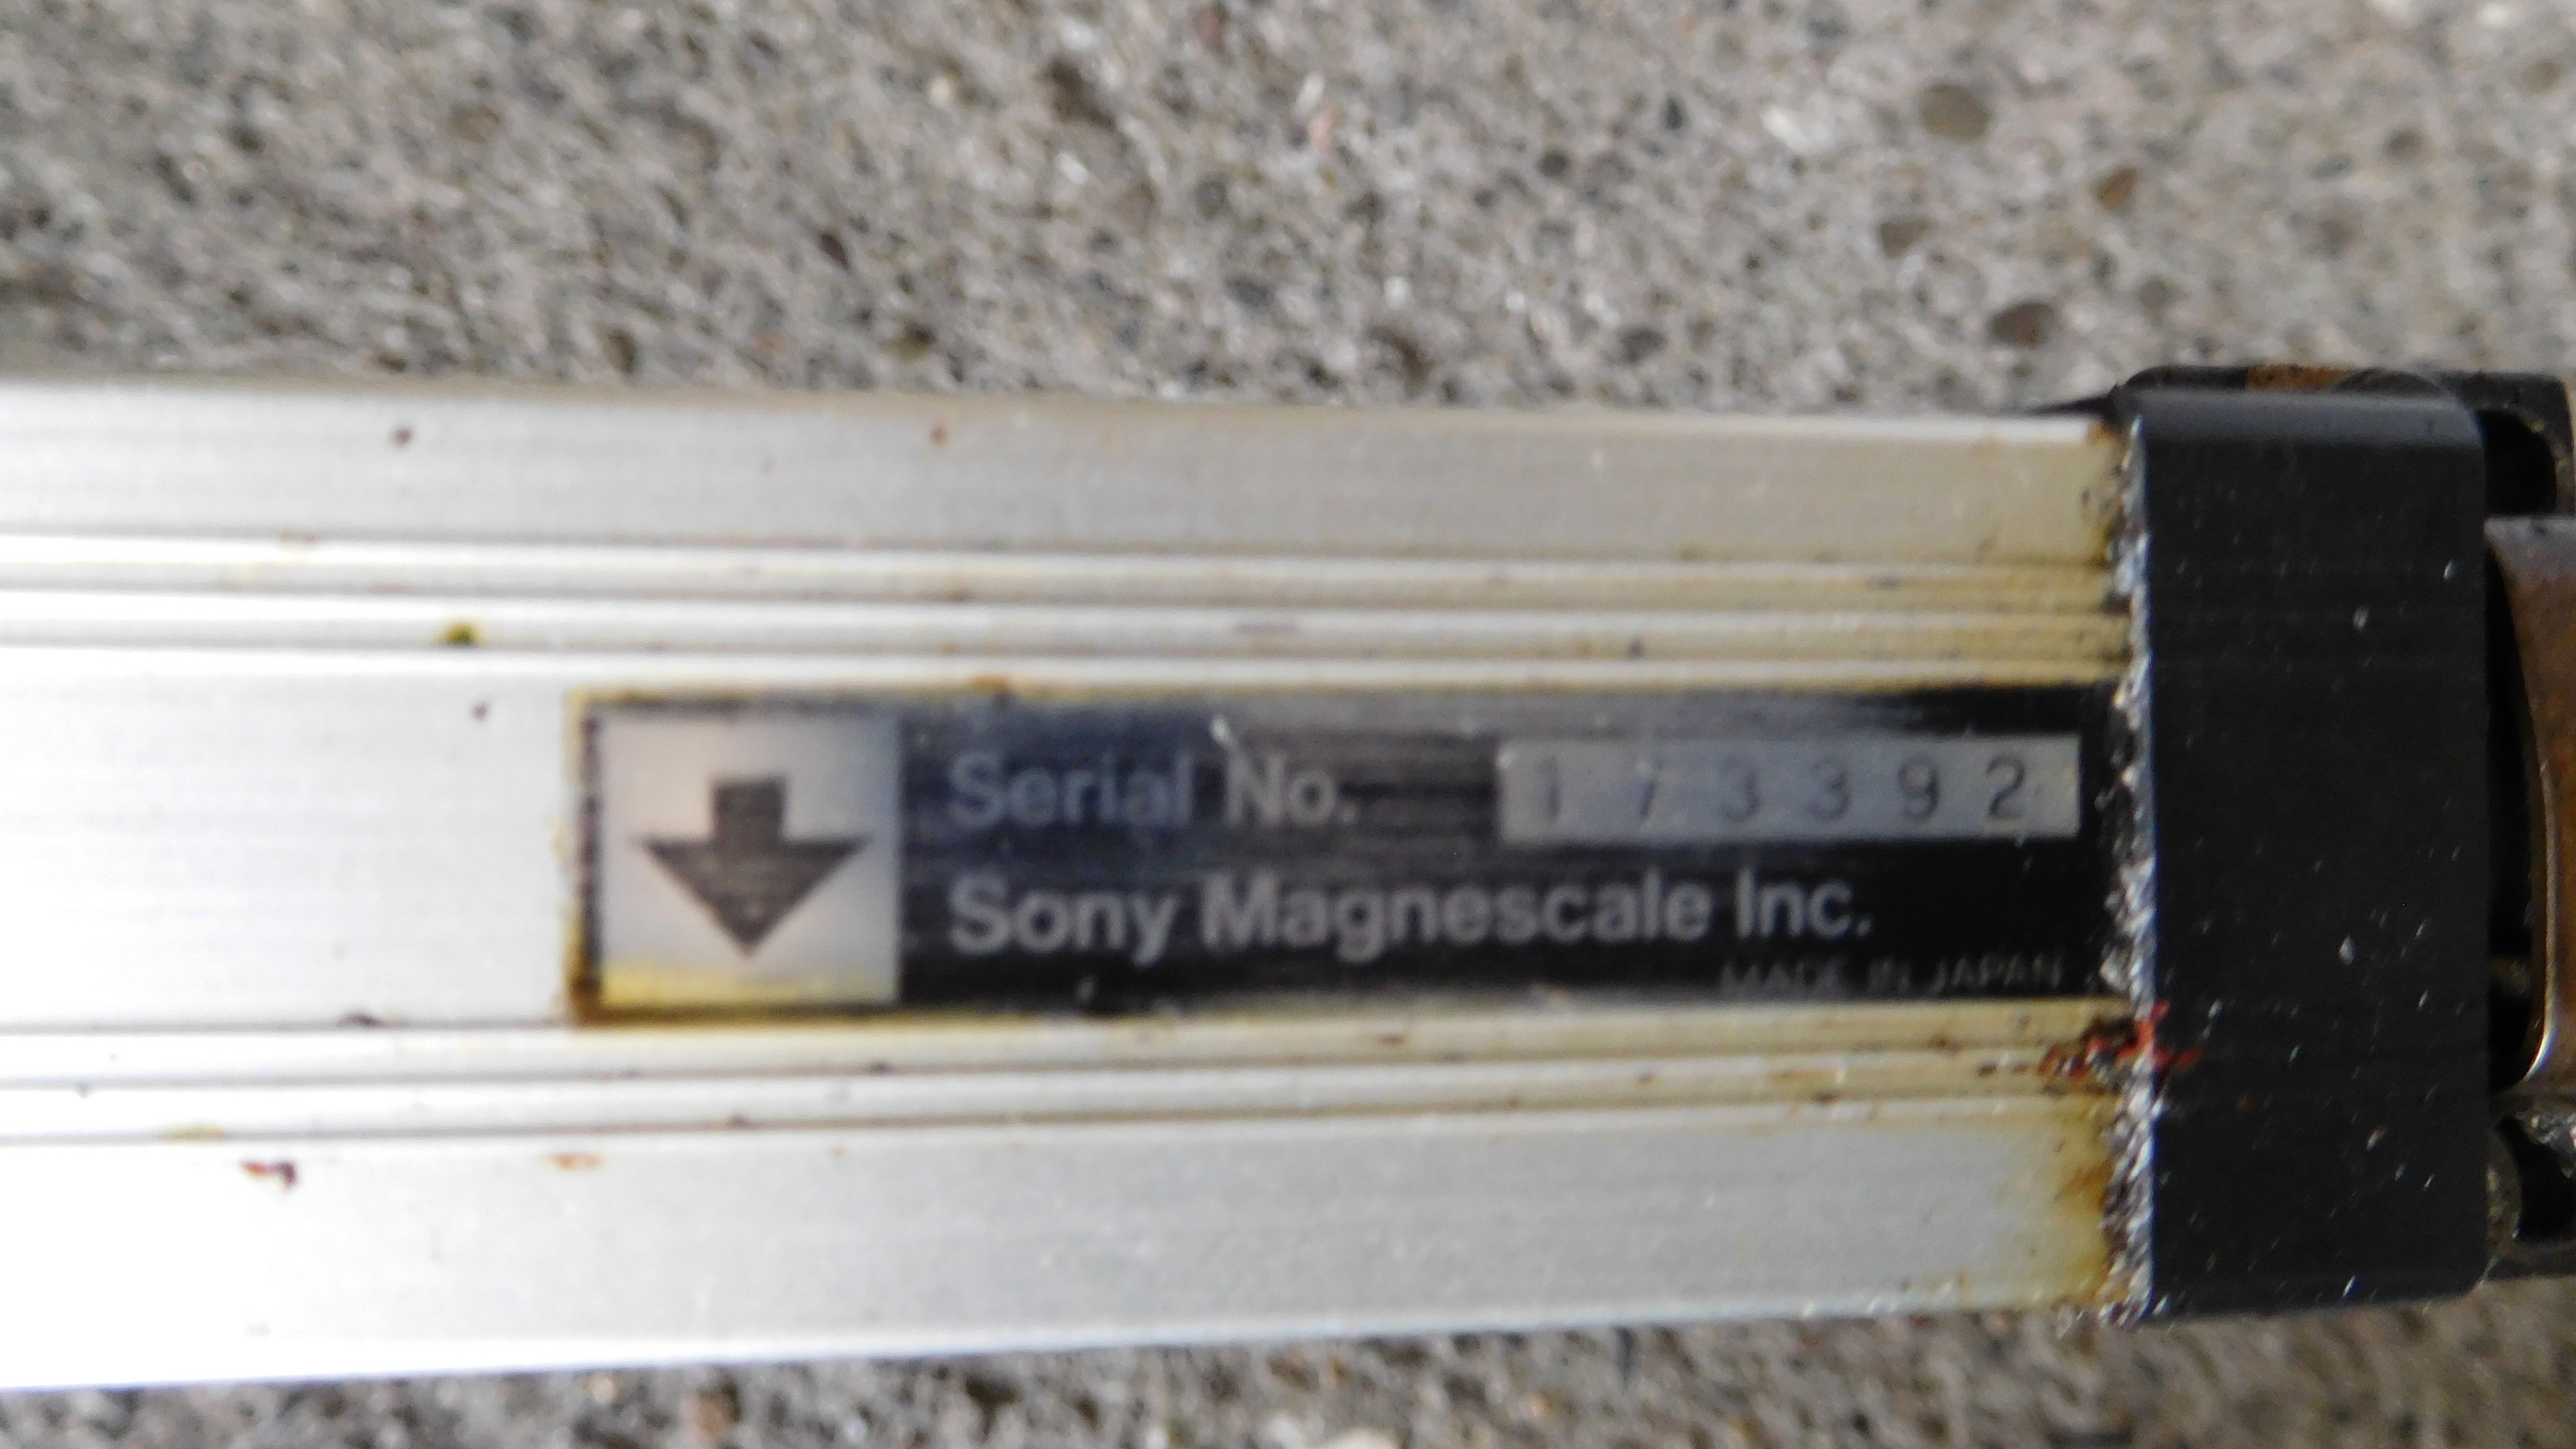 Serial No. 173392
Sony Magnescale Inc.
MADE IN JAPAN